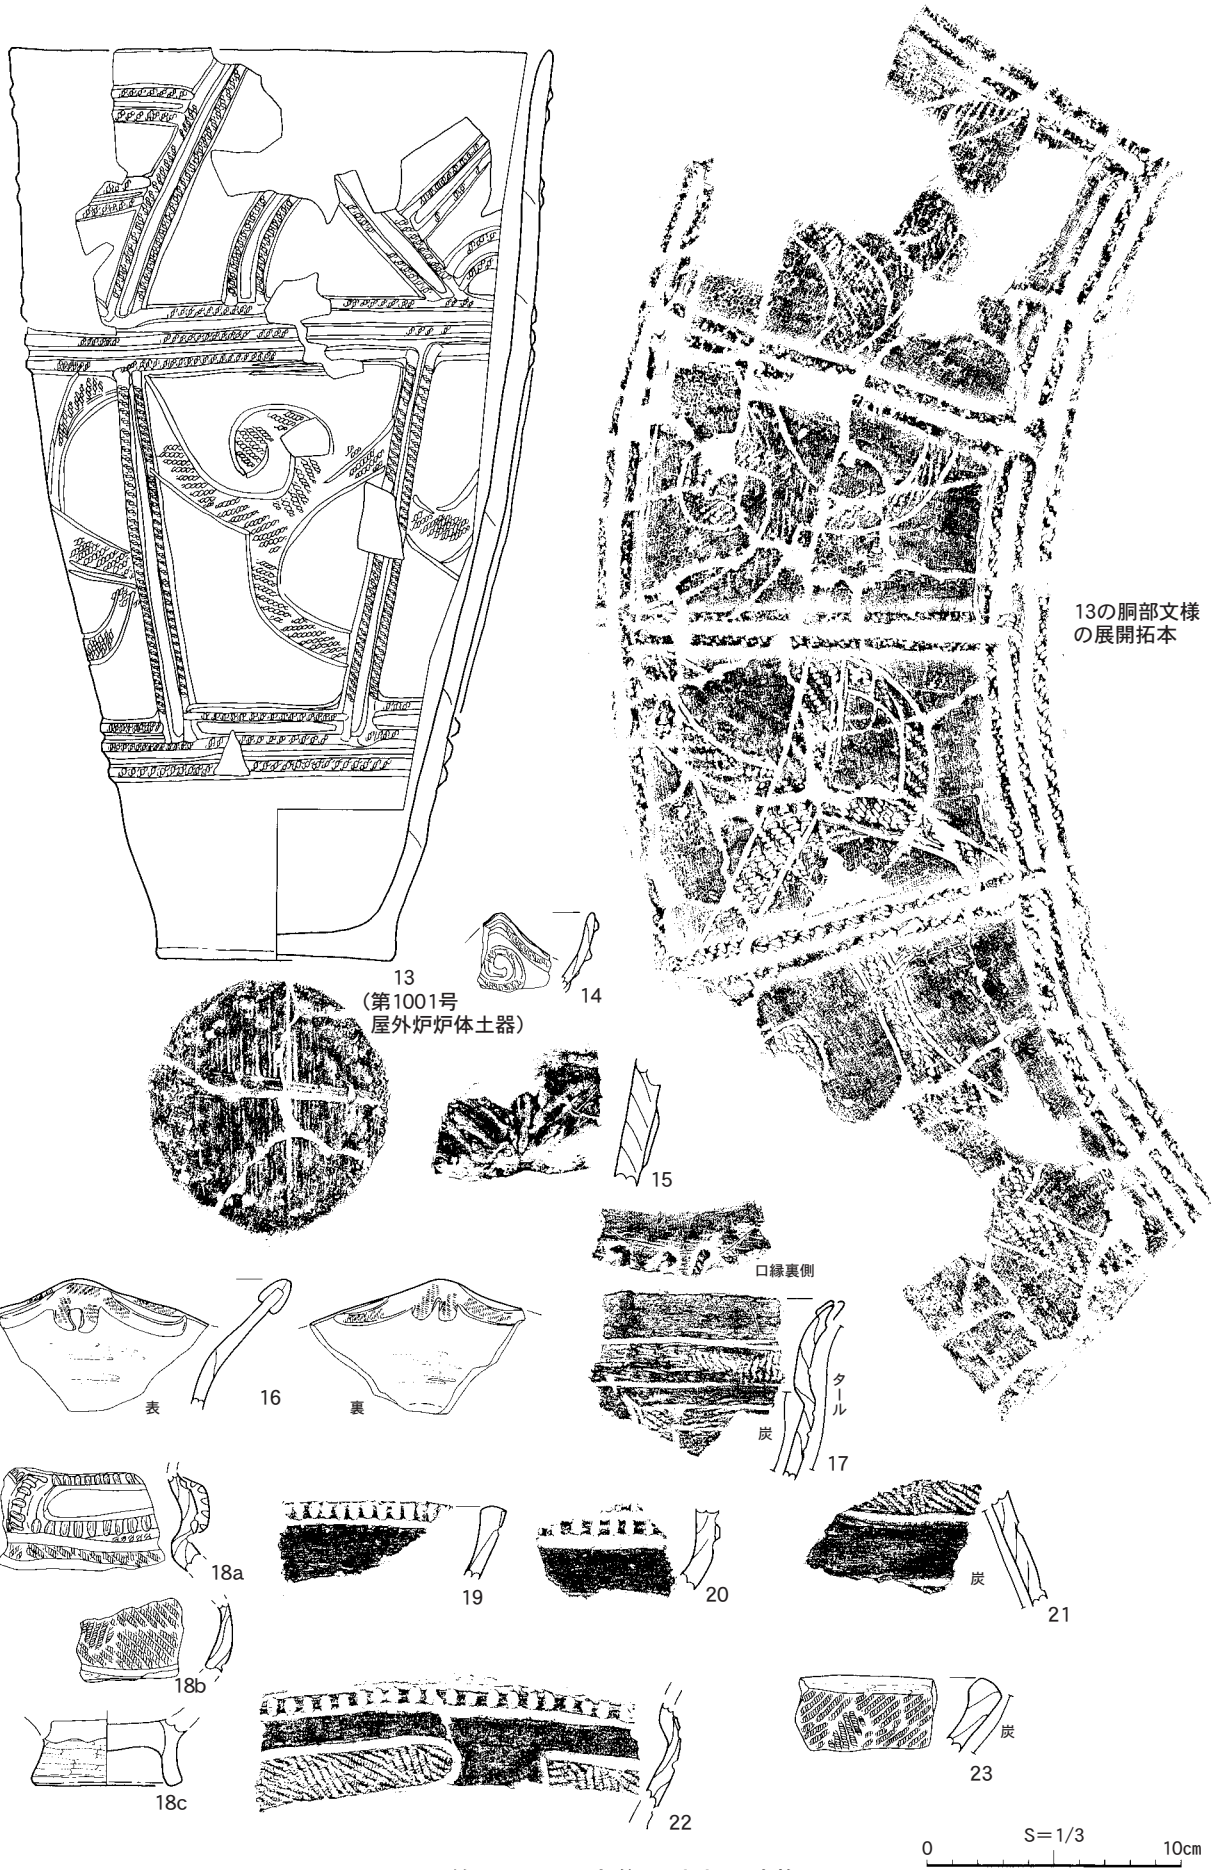 13の胴部文様
の展開拓本
13
(第1001号
屋外炉炉体土器)
14
15
口縁裏側
表
16
裏
タール
炭
17
18a
19
20
炭
21
18b
18c
22
炭
23
S=1/3
0 10cm